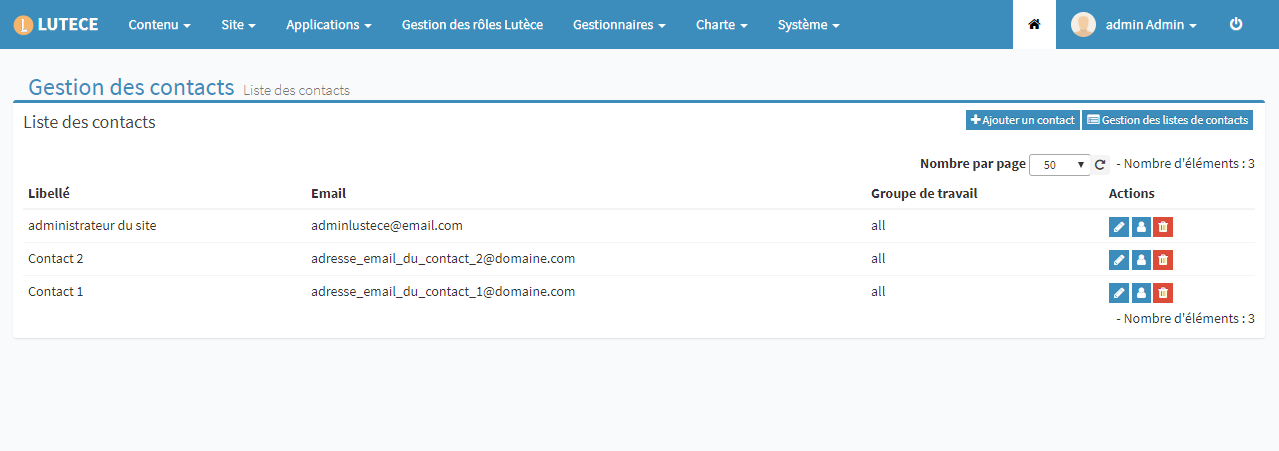 LUTECE Contenu Site Applications Gestion des rôles Lutèce Gestionnaires Charte Système admin Admin
Gestion des contacts Liste des contacts
Liste des contacts Ajouter un contact Gestion des listes de contacts
Nombre par page 50 - Nombre d'éléments : 3
Libellé Email Groupe de travail Actions
administrateur du site adminlustece@email.com all
Contact 2 adresse_email_du_contact_2@domaine.com all
Contact 1 adresse_email_du_contact_1@domaine.com all
- Nombre d'éléments : 3